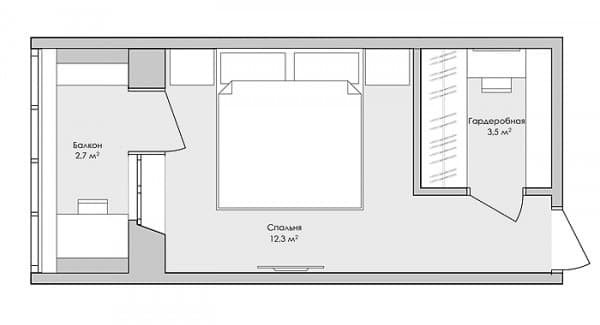 Балкон
2.7 м²
Спальня
12,3 м²
Гардеробная
3,5 м²